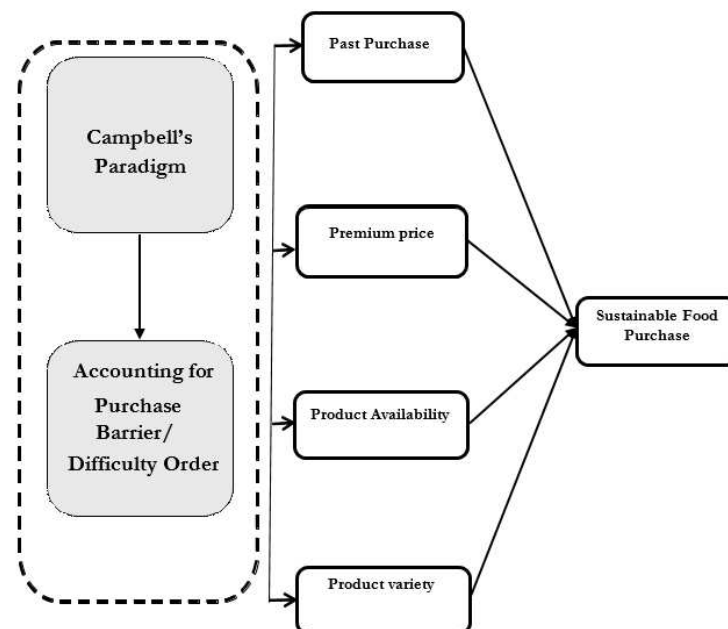 Campbell's
Paradigm
Accounting for
Purchase
Barrier/
Difficulty Order
Past Purchase
Premium price
Product Availability
Product variety
Sustainable Food
Purchase